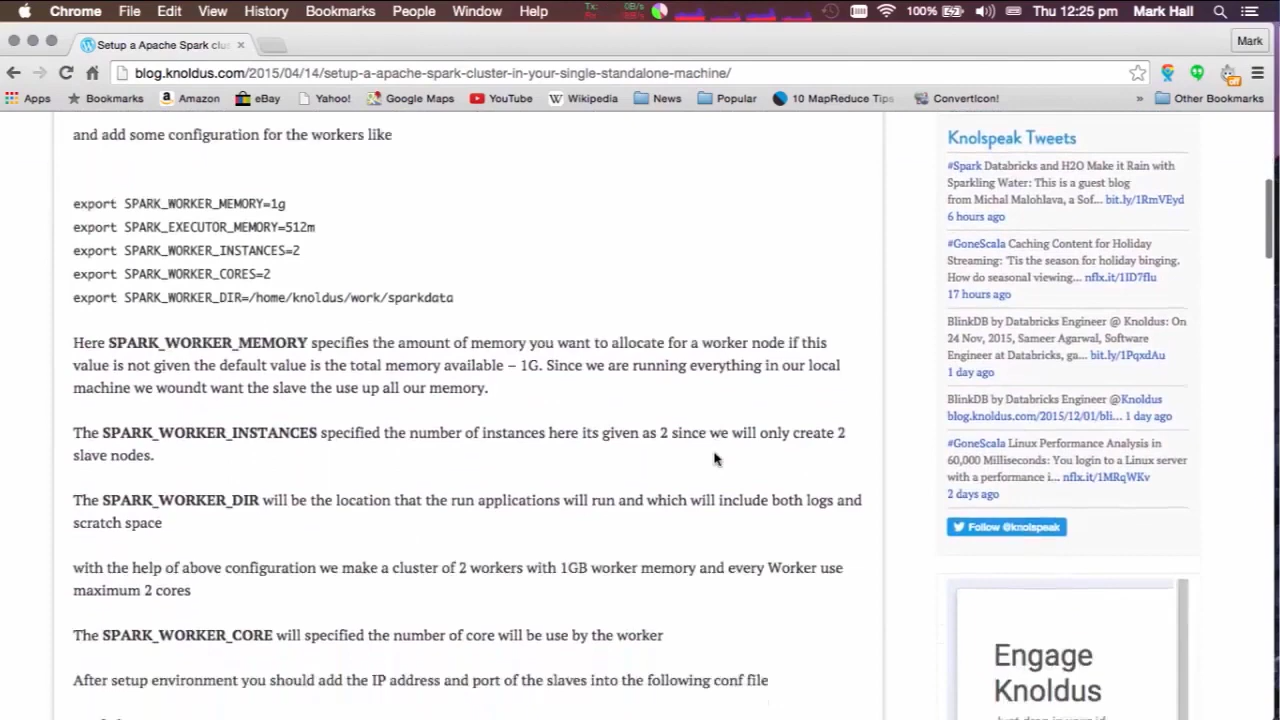 Chrome File Edit View History Bookmarks People Window Help Tx: 0B/s 100% Thu 12:25 pm Mark Hall
Setup a Apache Spark clus Mark
blog.knoldus.com/2015/04/14/setup-a-apache-spark-cluster-in-your-single-standalone-machine/
Apps Bookmarks Amazon eBay Yahoo! Google Maps YouTube Wikipedia News Popular 10 MapReduce Tips ConvertIcon! » Other Bookmarks
and add some configuration for the workers like
export SPARK_WORKER_MEMORY=1g
export SPARK_EXECUTOR_MEMORY=512m
export SPARK_WORKER_INSTANCES=2
export SPARK_WORKER_CORES=2
export SPARK_WORKER_DIR=/home/knoldus/work/sparkdata
Here SPARK_WORKER_MEMORY specifies the amount of memory you want to allocate for a worker node if this
value is not given the default value is the total memory available – 1G. Since we are running everything in our local
machine we woundt want the slave the use up all our memory.
The SPARK_WORKER_INSTANCES specified the number of instances here its given as 2 since we will only create 2
slave nodes.
The SPARK_WORKER_DIR will be the location that the run applications will run and which will include both logs and
scratch space
with the help of above configuration we make a cluster of 2 workers with 1GB worker memory and every Worker use
maximum 2 cores
The SPARK_WORKER_CORE will specified the number of core will be use by the worker
After setup environment you should add the IP address and port of the slaves into the following conf file
Knolspeak Tweets
#Spark Databricks and H2O Make it Rain with
Sparkling Water: This is a guest blog
from Michal Malohlava, a Sof... bit.ly/1RmVEyd
6 hours ago
#GoneScala Caching Content for Holiday
Streaming: 'Tis the season for holiday binging.
How do seasonal viewing... nflx.it/1ID7flu
17 hours ago
BlinkDB by Databricks Engineer @ Knoldus: On
24 Nov, 2015, Sameer Agarwal, Software
Engineer at Databricks, ga... bit.ly/1PqxdAu
1 day ago
BlinkDB by Databricks Engineer @Knoldus
blog.knoldus.com/2015/12/01/bli... 1 day ago
#GoneScala Linux Performance Analysis in
60,000 Milliseconds: You login to a Linux server
with a performance i... nflx.it/1MRqWKv
2 days ago
Follow @knolspeak
Engage
Knoldus